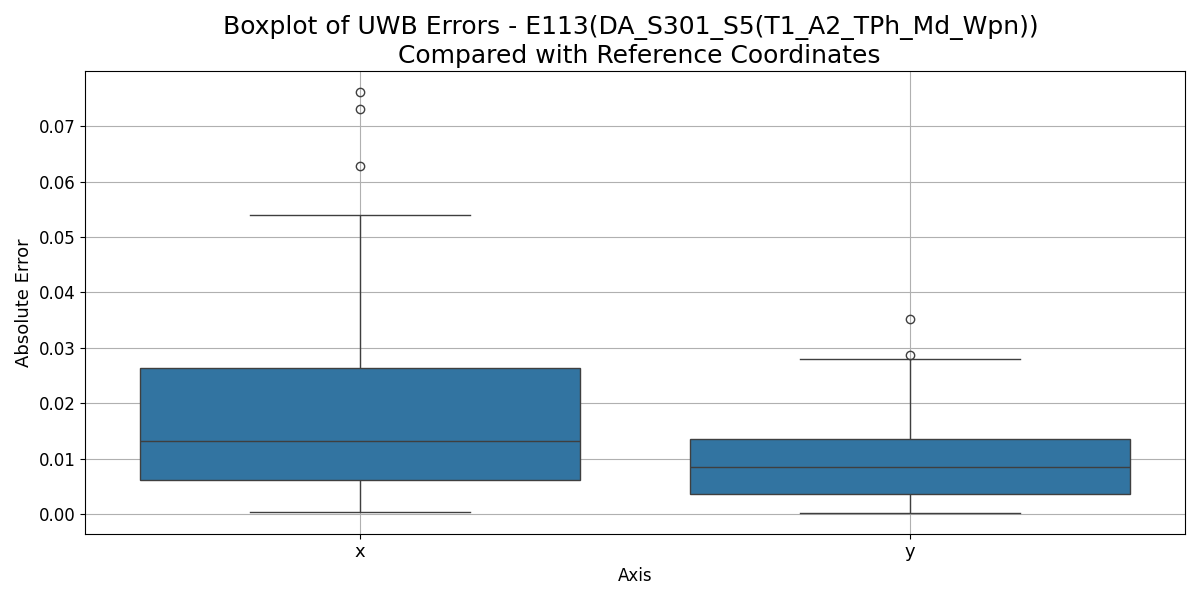 Boxplot of UWB Errors - E113(DA_S301_S5(T1_A2_TPh_Md_Wpn))
Compared with Reference Coordinates
Absolute Error
0.07
0.06
0.05
0.04
0.03
0.02
0.01
0.00
x
y
Axis